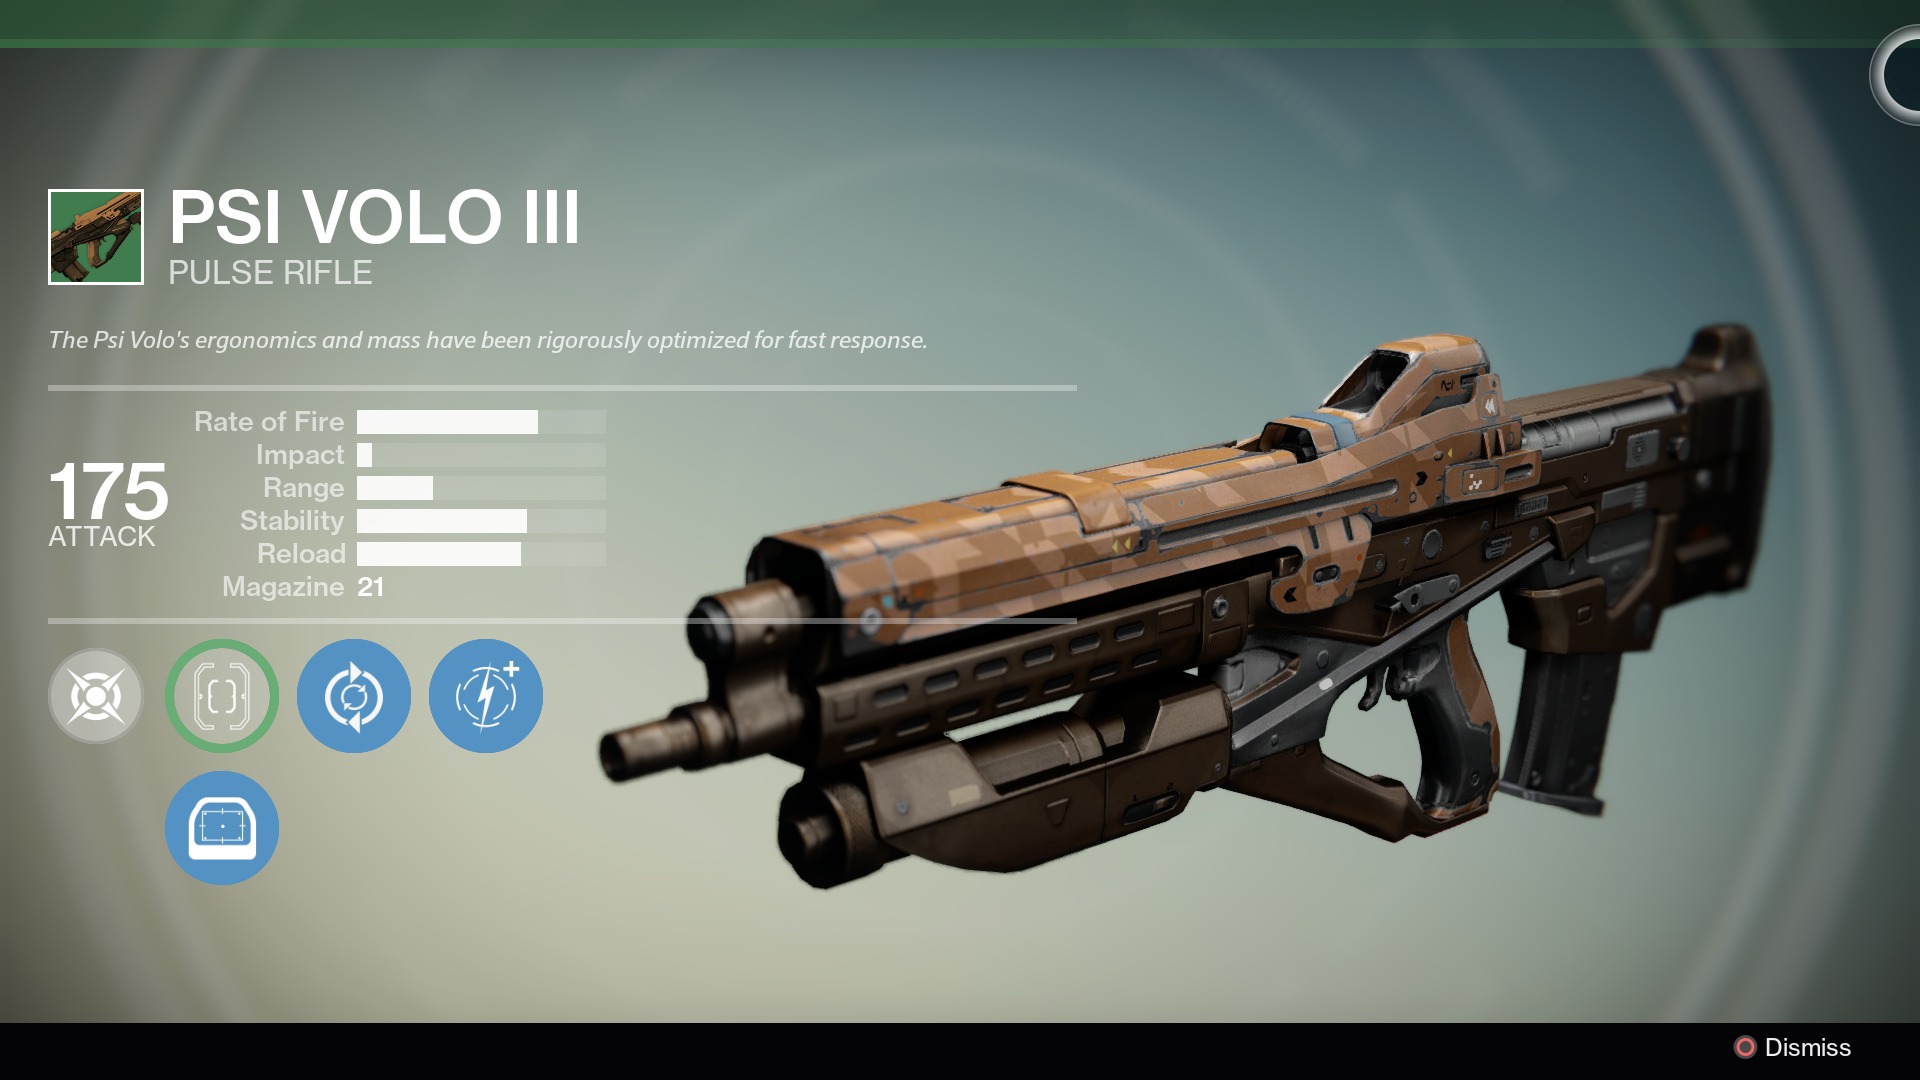 PSI VOLO III
PULSE RIFLE
The Psi Volo's ergonomics and mass have been rigorously optimized for fast response.
175
ATTACK
Rate of Fire
Impact
Range
Stability
Reload
Magazine 21
Dismiss